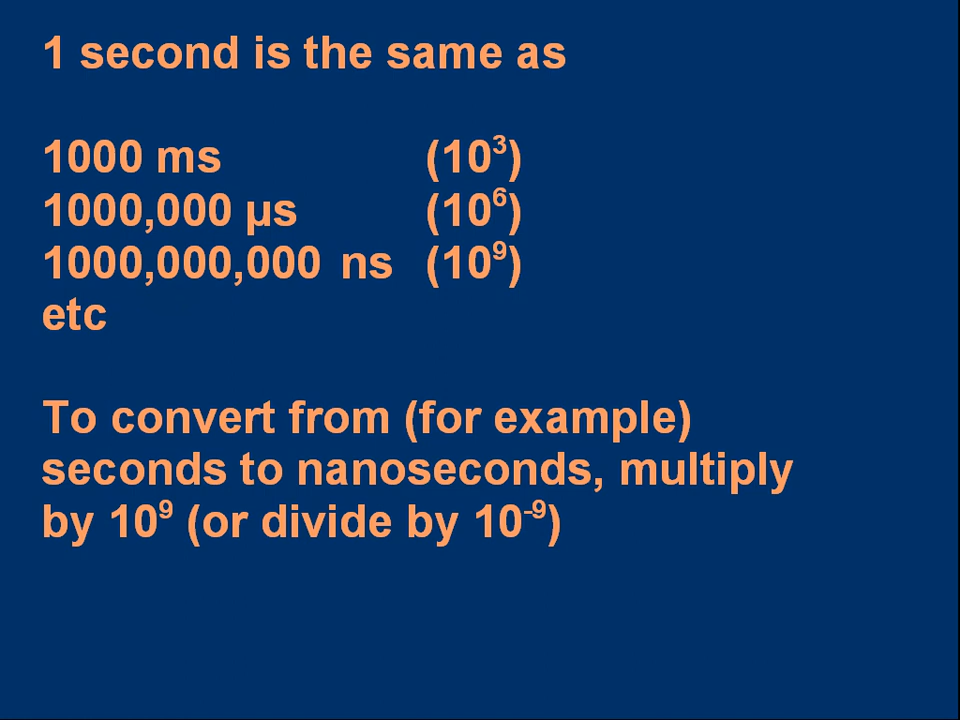 1 second is the same as
1000 ms (10³)
1000,000 µs (10⁶)
1000,000,000 ns (10⁹)
etc
To convert from (for example)
seconds to nanoseconds, multiply
by 10⁹ (or divide by 10⁻⁹)